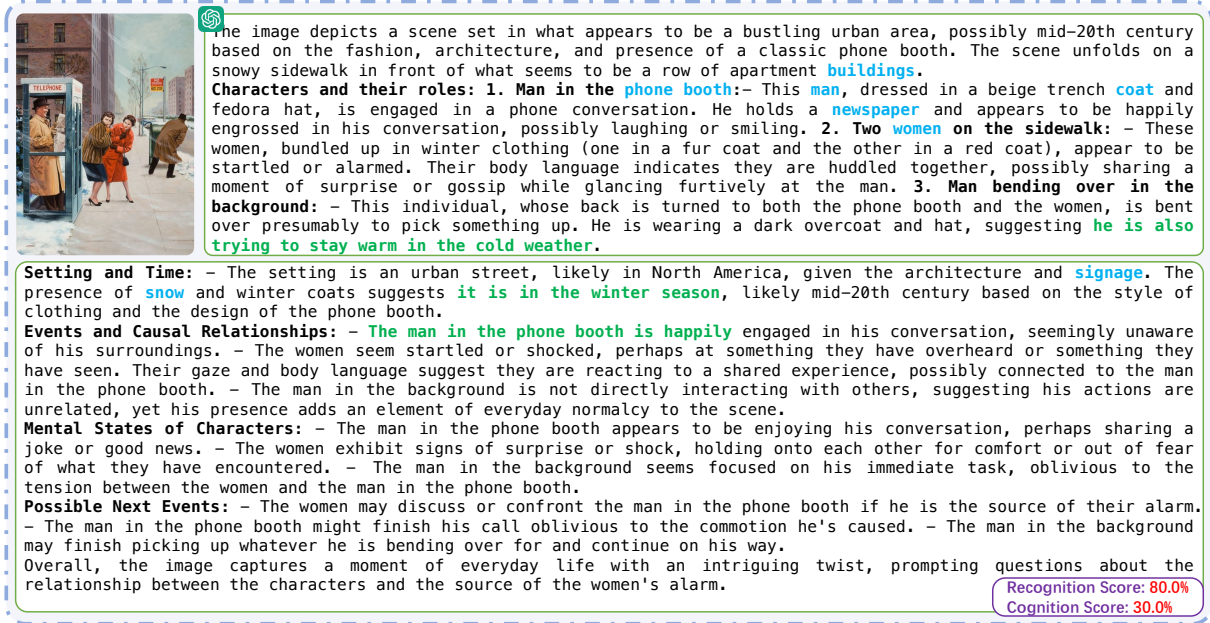 TELEPHONE
The image depicts a scene set in what appears to be a bustling urban area, possibly mid-20th century
based on the fashion, architecture, and presence of a classic phone booth. The scene unfolds on a
snowy sidewalk in front of what seems to be a row of apartment buildings.
Characters and their roles: 1. Man in the phone booth:– This man, dressed in a beige trench coat and
fedora hat, is engaged in a phone conversation. He holds a newspaper and appears to be happily
engrossed in his conversation, possibly laughing or smiling. 2. Two women on the sidewalk: – These
women, bundled up in winter clothing (one in a fur coat and the other in a red coat), appear to be
startled or alarmed. Their body language indicates they are huddled together, possibly sharing a
moment of surprise or gossip while glancing furtively at the man. 3. Man bending over in the
background: – This individual, whose back is turned to both the phone booth and the women, is bent
over presumably to pick something up. He is wearing a dark overcoat and hat, suggesting he is also
trying to stay warm in the cold weather.
Setting and Time: – The setting is an urban street, likely in North America, given the architecture and signage. The
presence of snow and winter coats suggests it is in the winter season, likely mid-20th century based on the style of
clothing and the design of the phone booth.
Events and Causal Relationships: – The man in the phone booth is happily engaged in his conversation, seemingly unaware
of his surroundings. – The women seem startled or shocked, perhaps at something they have overheard or something they
have seen. Their gaze and body language suggest they are reacting to a shared experience, possibly connected to the man
in the phone booth. – The man in the background is not directly interacting with others, suggesting his actions are
unrelated, yet his presence adds an element of everyday normalcy to the scene.
Mental States of Characters: – The man in the phone booth appears to be enjoying his conversation, perhaps sharing a
joke or good news. – The women exhibit signs of surprise or shock, holding onto each other for comfort or out of fear
of what they have encountered. – The man in the background seems focused on his immediate task, oblivious to the
tension between the women and the man in the phone booth.
Possible Next Events: – The women may discuss or confront the man in the phone booth if he is the source of their alarm.
– The man in the phone booth might finish his call oblivious to the commotion he's caused. – The man in the background
may finish picking up whatever he is bending over for and continue on his way.
Overall, the image captures a moment of everyday life with an intriguing twist, prompting questions about the
relationship between the characters and the source of the women's alarm.
Recognition Score: 80.0%
Cognition Score: 30.0%